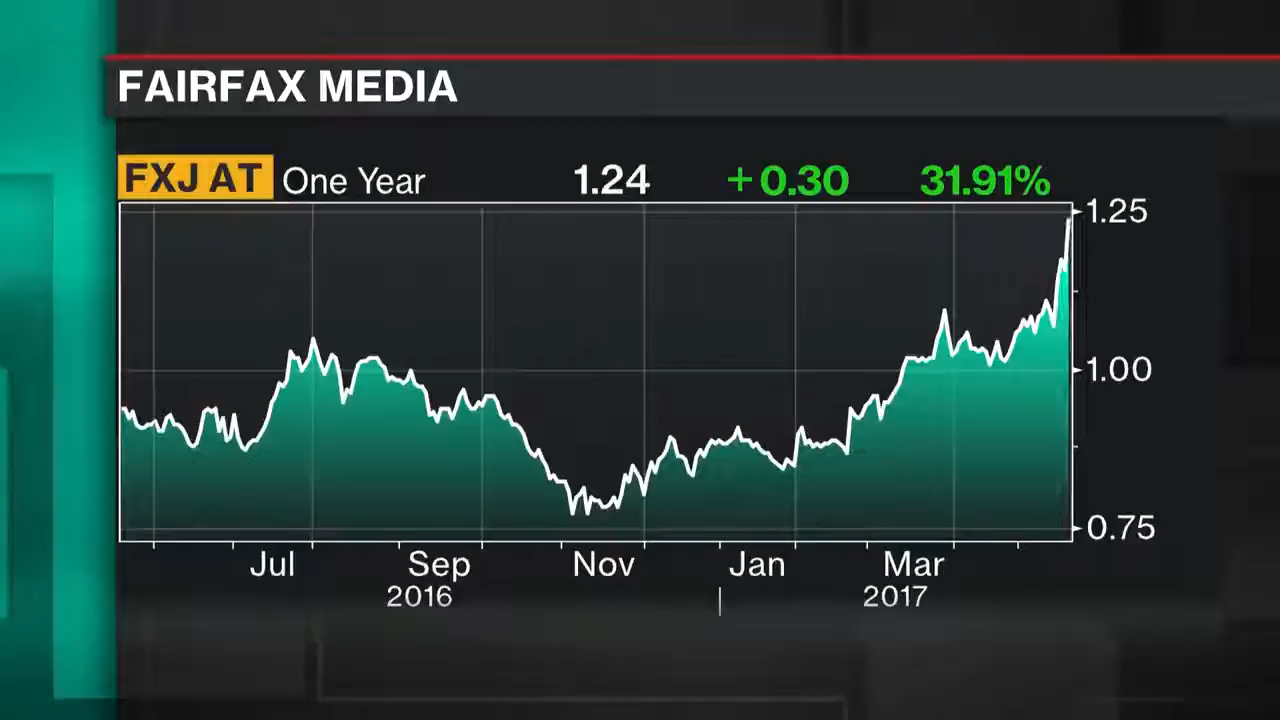 FAIRFAX MEDIA
FXJ AT One Year 1.24 +0.30 31.91%
1.25
1.00
0.75
Jul Sep Nov Jan Mar
2016 2017